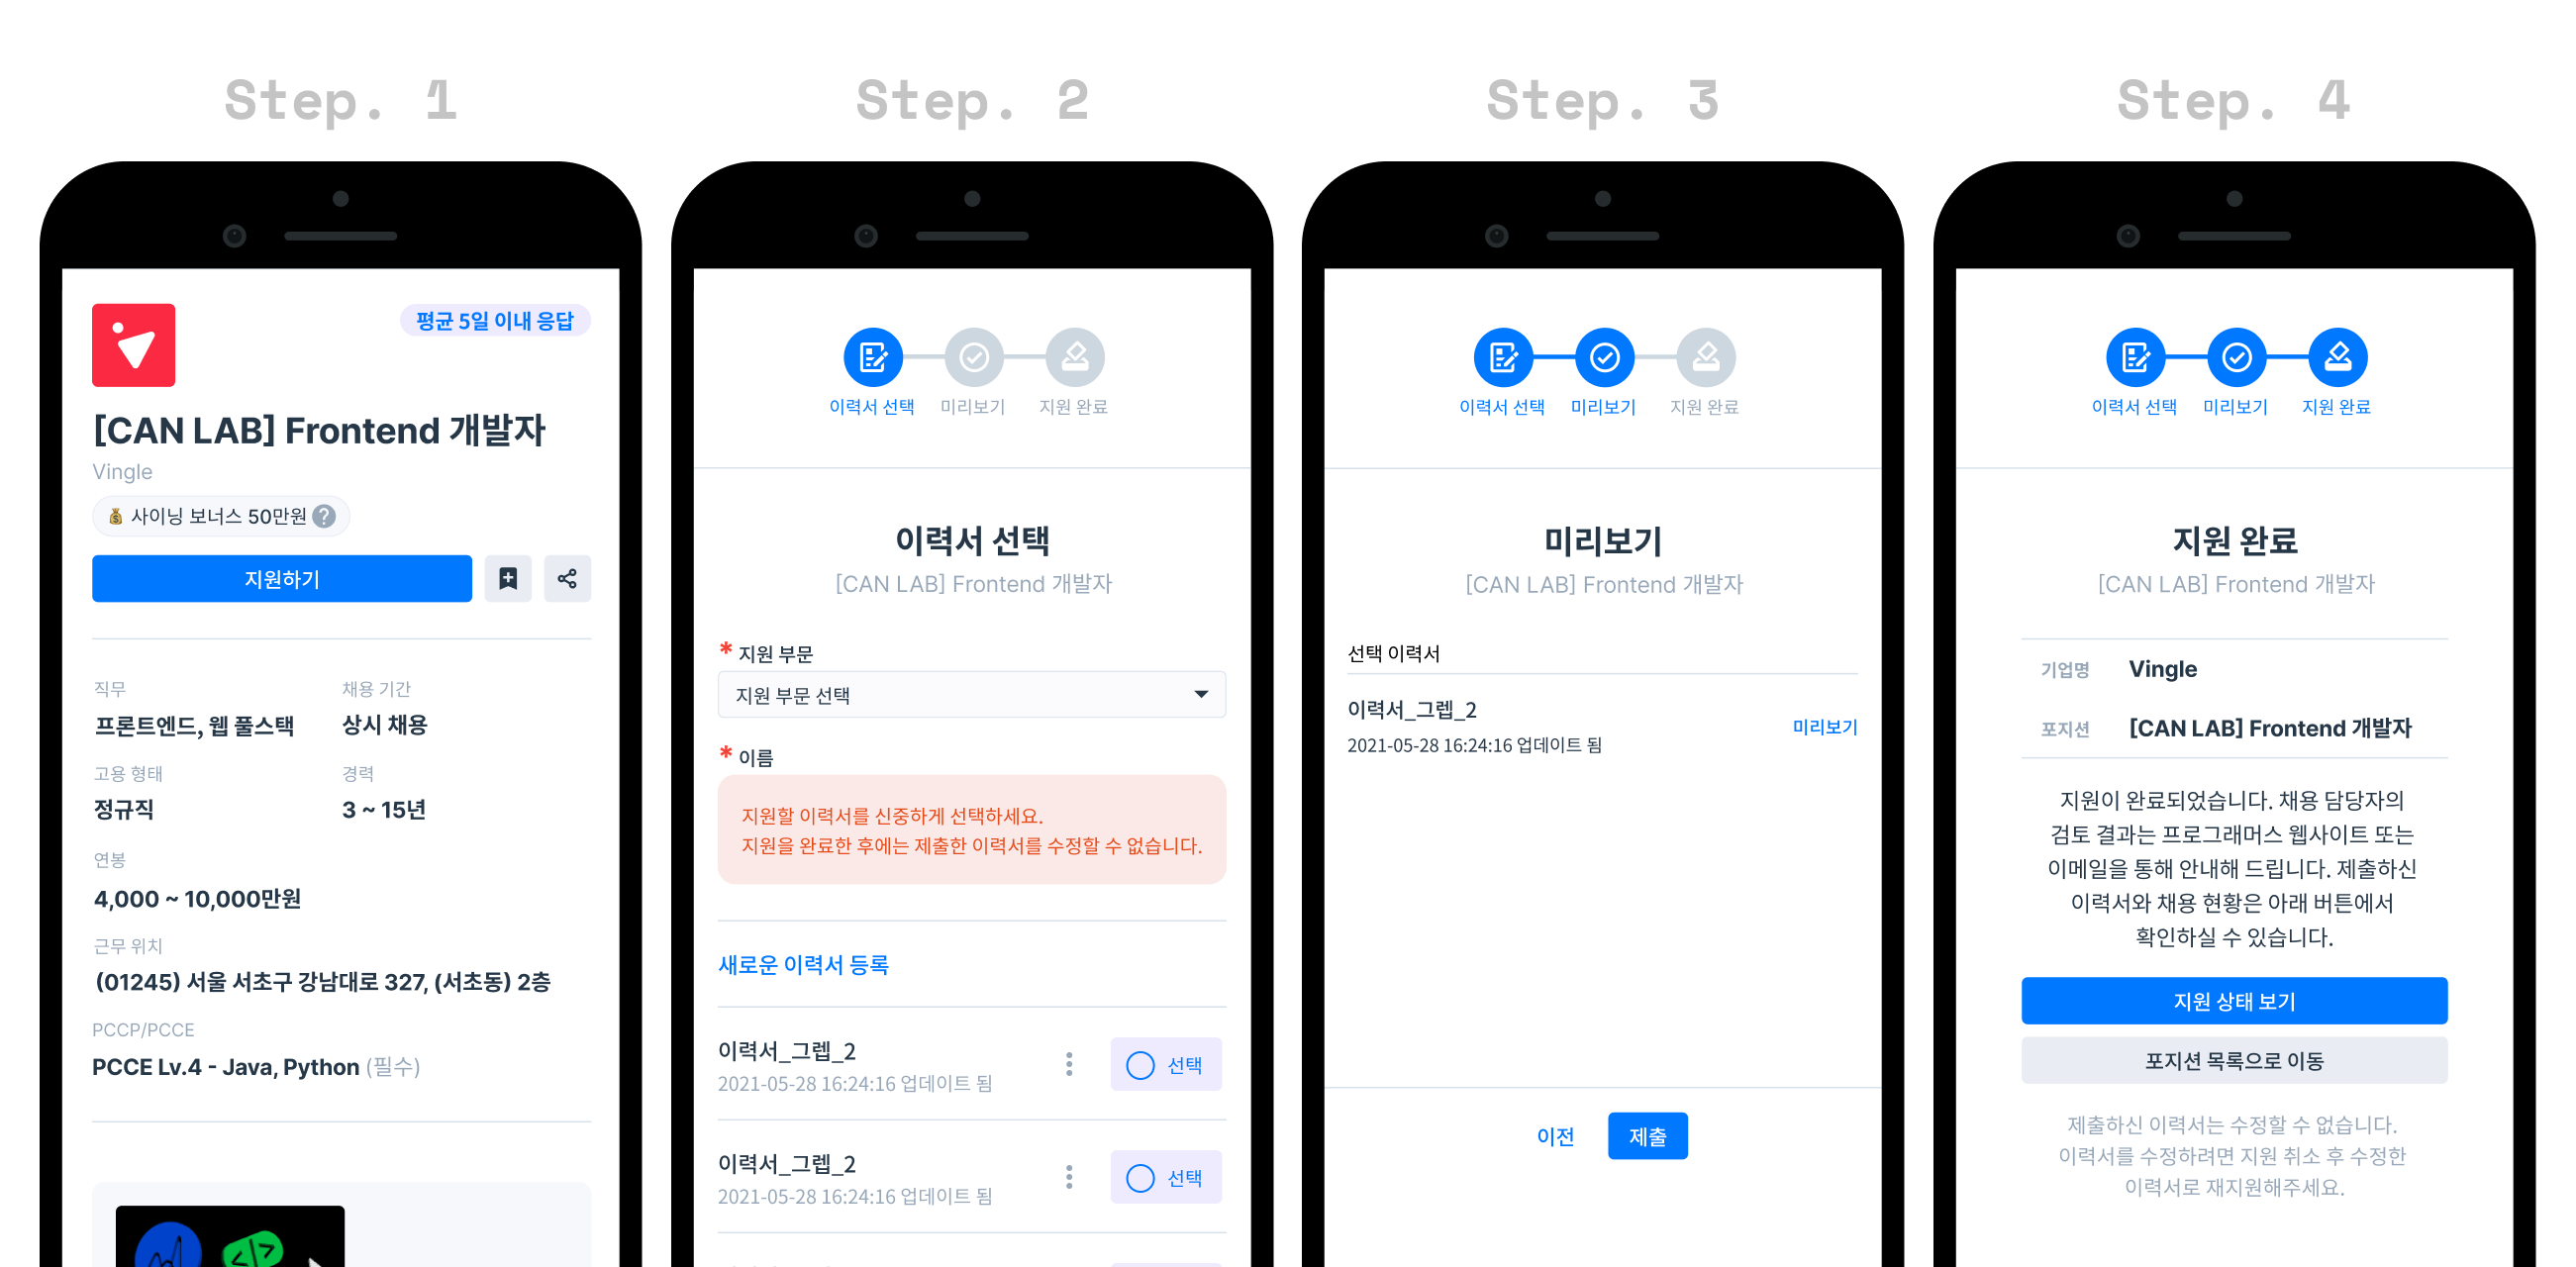 Step. 1
평균 5일 이내 응답
[CAN LAB] Frontend 개발자
Vingle
사이닝 보너스 50만원 ?
지원하기
직무
채용 기간
프론트엔드, 웹 풀스택
상시 채용
고용 형태
경력
정규직
3 ~ 15년
연봉
4,000 ~ 10,000만원
근무 위치
(01245) 서울 서초구 강남대로 327, (서초동) 2층
PCCP/PCCE
PCCE Lv.4 - Java, Python (필수)
</>
Step. 2
이력서 선택
미리보기
지원 완료
이력서 선택
[CAN LAB] Frontend 개발자
* 지원 부문
지원 부문 선택
* 이름
지원할 이력서를 신중하게 선택하세요.
지원을 완료한 후에는 제출한 이력서를 수정할 수 없습니다.
새로운 이력서 등록
이력서_그렙_2
2021-05-28 16:24:16 업데이트 됨
선택
이력서_그렙_2
2021-05-28 16:24:16 업데이트 됨
선택
Step. 3
이력서 선택
미리보기
지원 완료
미리보기
[CAN LAB] Frontend 개발자
선택 이력서
이력서_그렙_2
2021-05-28 16:24:16 업데이트 됨
미리보기
이전
제출
Step. 4
이력서 선택
미리보기
지원 완료
지원 완료
[CAN LAB] Frontend 개발자
기업명
Vingle
포지션
[CAN LAB] Frontend 개발자
지원이 완료되었습니다. 채용 담당자의
검토 결과는 프로그래머스 웹사이트 또는
이메일을 통해 안내해 드립니다. 제출하신
이력서와 채용 현황은 아래 버튼에서
확인하실 수 있습니다.
지원 상태 보기
포지션 목록으로 이동
제출하신 이력서는 수정할 수 없습니다.
이력서를 수정하려면 지원 취소 후 수정한
이력서로 재지원해주세요.